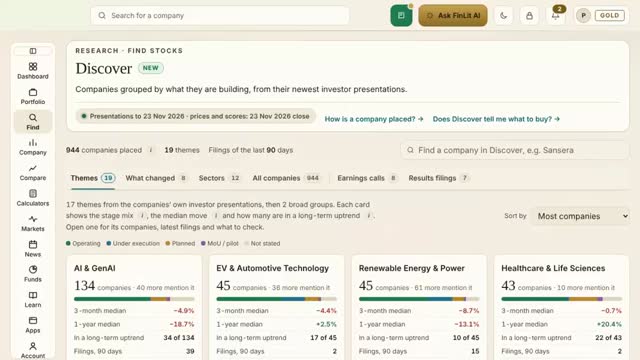 Search for a company
Ask FinLit AI
2
P
GOLD
Dashboard
Portfolio
Find
Company
Compare
Calculators
Markets
News
Funds
Learn
Apps
Account
RESEARCH · FIND STOCKS
Discover NEW
Companies grouped by what they are building, from their newest investor presentations.
Presentations to 23 Nov 2026 · prices and scores: 23 Nov 2026 close
How is a company placed? →
Does Discover tell me what to buy? →
944 companies placed i 19 themes Filings of the last 90 days
Find a company in Discover, e.g. Sansera
Themes 19 What changed 8 Sectors 12 All companies 944 Earnings calls 8 Results filings 7
17 themes from the companies' own investor presentations, then 2 broad groups. Each card
shows the stage mix i, the median move i and how many are in a long-term uptrend i.
Open one for its companies, latest filings and what to check.
Sort by Most companies
Operating Under execution Planned MoU / pilot Not stated
AI & GenAI
134 companies · 40 more mention it
3-month median −4.9%
1-year median −18.7%
In a long-term uptrend 34 of 134
Filings, 90 days 39
EV & Automotive Technology
45 companies · 36 more mention it
3-month median −4.4%
1-year median +2.5%
In a long-term uptrend 17 of 45
Filings, 90 days 2
Renewable Energy & Power
45 companies · 61 more mention it
3-month median −8.7%
1-year median −13.1%
In a long-term uptrend 10 of 45
Filings, 90 days 15
Healthcare & Life Sciences
43 companies · 10 more mention it
3-month median −0.7%
1-year median +20.4%
In a long-term uptrend 22 of 43
Filings, 90 days 2